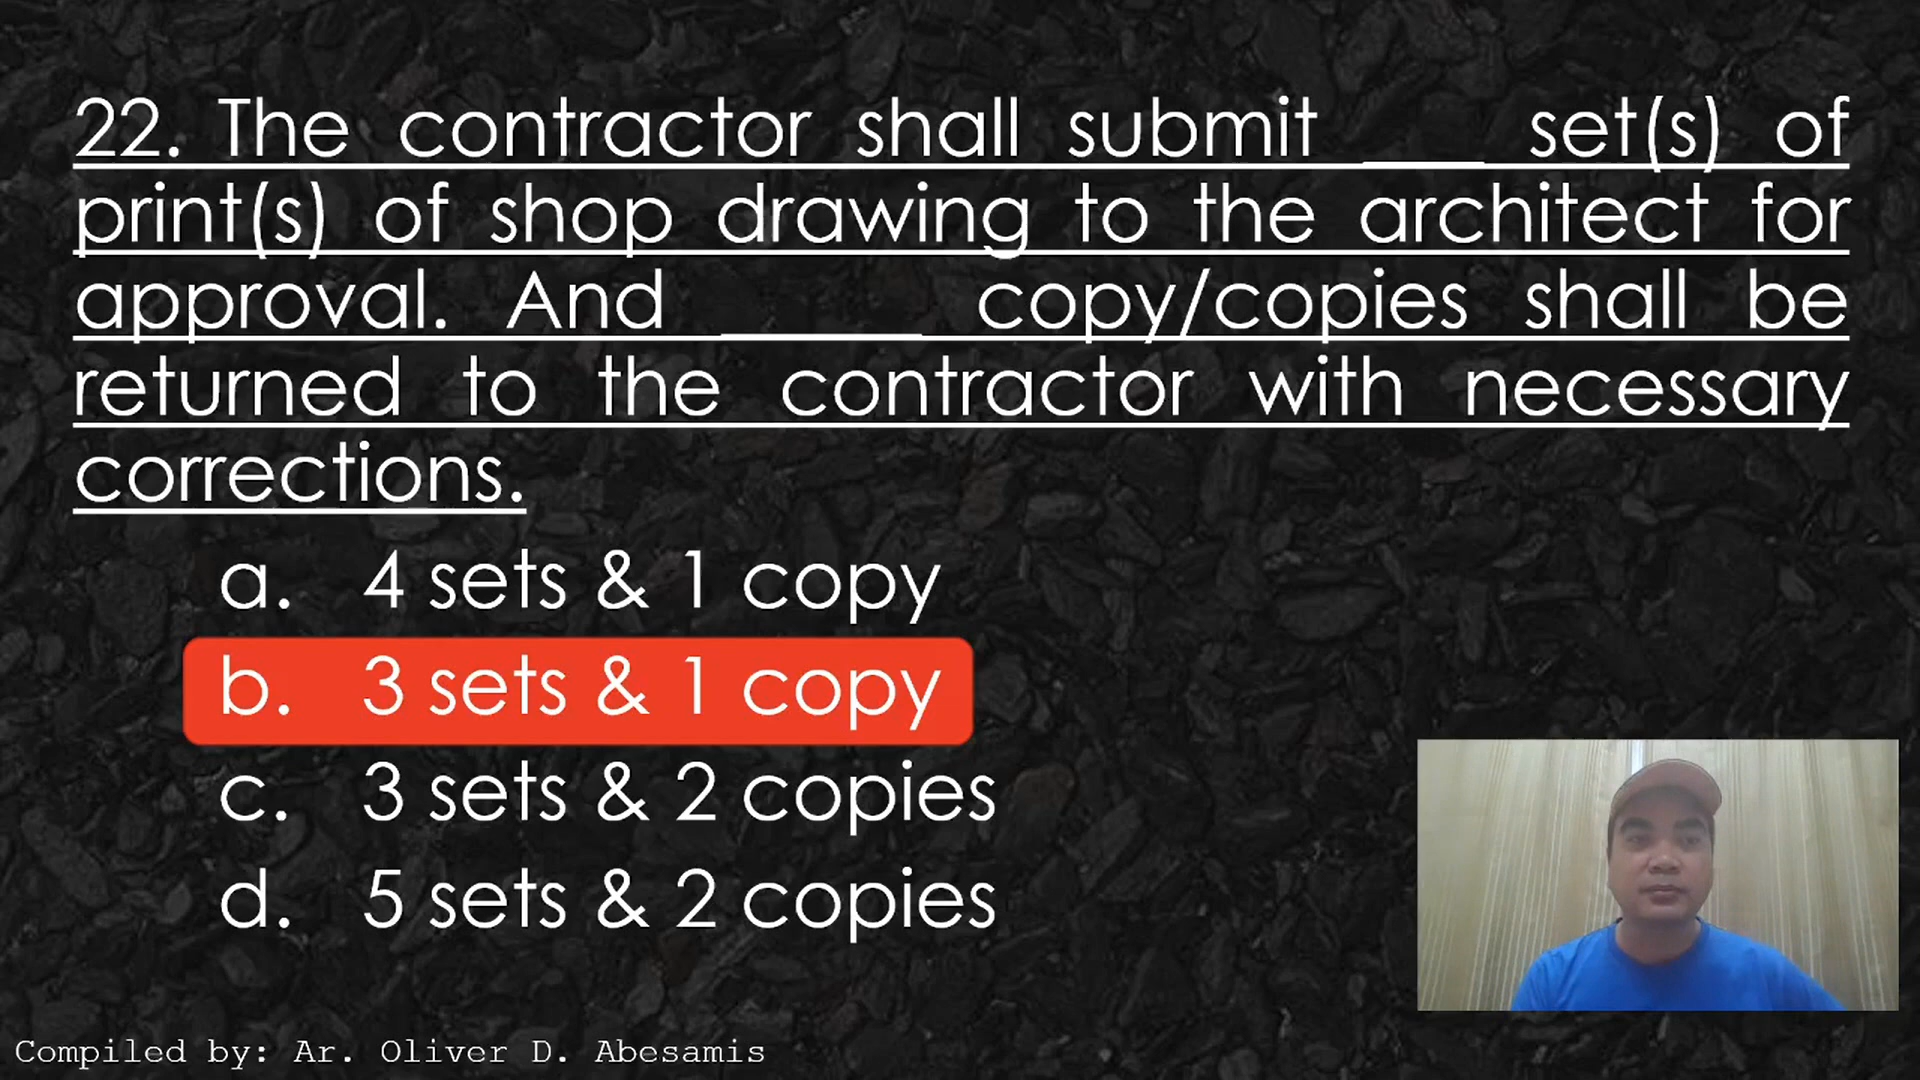 22. The contractor shall submit ___ set(s) of
print(s) of shop drawing to the architect for
approval. And _____ copy/copies shall be
returned to the contractor with necessary
corrections.
a. 4 sets & 1 copy
b. 3 sets & 1 copy
c. 3 sets & 2 copies
d. 5 sets & 2 copies
Compiled by: Ar. Oliver D. Abesamis